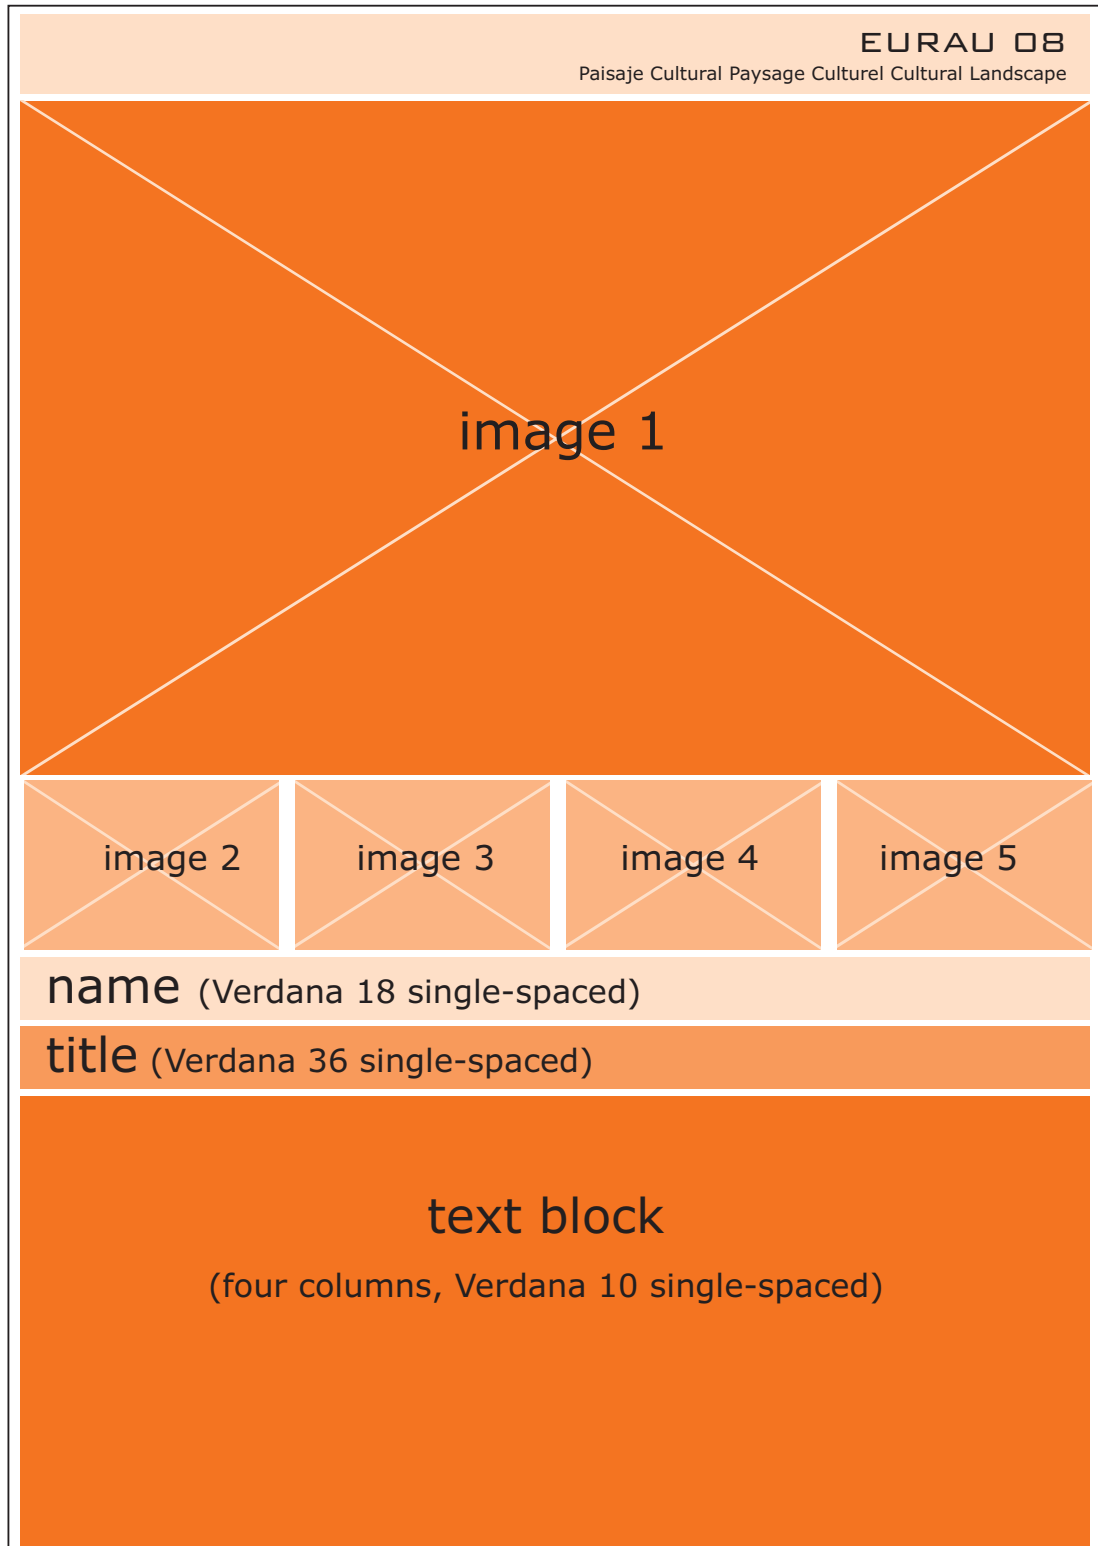 EURAU 08
Paisaje Cultural Paysage Culturel Cultural Landscape
image 1
image 2 image 3 image 4 image 5
name (Verdana 18 single-spaced)
title (Verdana 36 single-spaced)
text block
(four columns, Verdana 10 single-spaced)